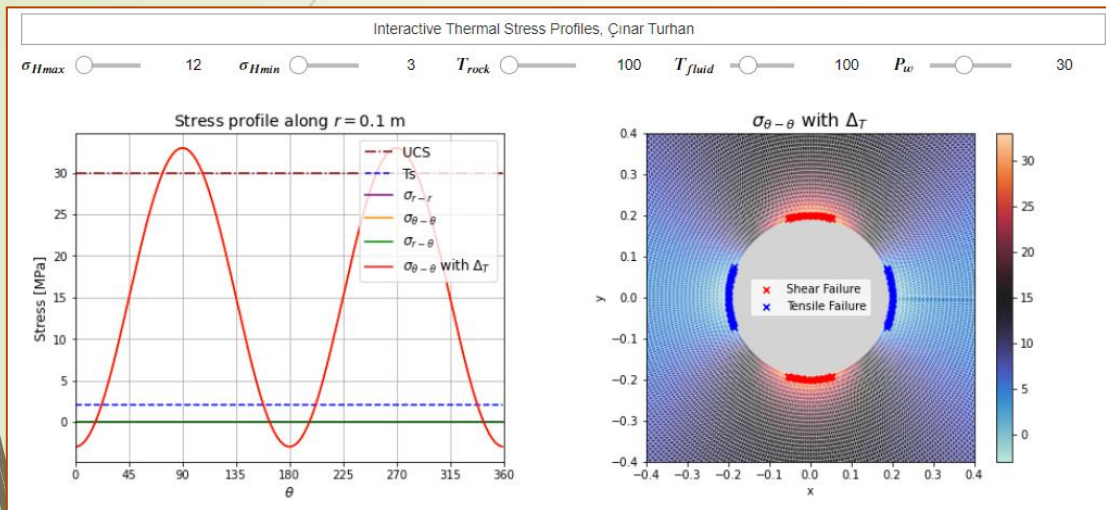 Interactive Thermal Stress Profiles, Çınar Turhan
σHmax 12 σHmin 3 Trock 100 Tfluid 100 Pw 30
Stress profile along r = 0.1 m
UCS
Ts
σr−r
σθ−θ
σr−θ
σθ−θ with ΔT
30
25
20
15
10
5
0
Stress [MPa]
0 45 90 135 180 225 270 315 360
θ
σθ−θ with ΔT
0.4
0.3
0.2
0.1
0.0
−0.1
−0.2
−0.3
−0.4
y
Shear Failure
Tensile Failure
−0.4 −0.3 −0.2 −0.1 0.0 0.1 0.2 0.3 0.4
x
30
25
20
15
10
5
0